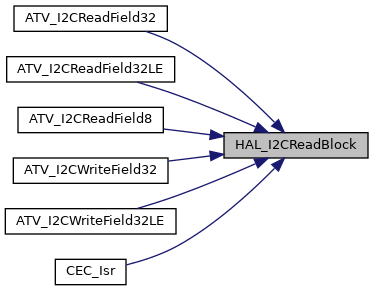 ATV_I2CReadField32
ATV_I2CReadField32LE
ATV_I2CReadField8
HAL_I2CReadBlock
ATV_I2CWriteField32
ATV_I2CWriteField32LE
CEC_Isr